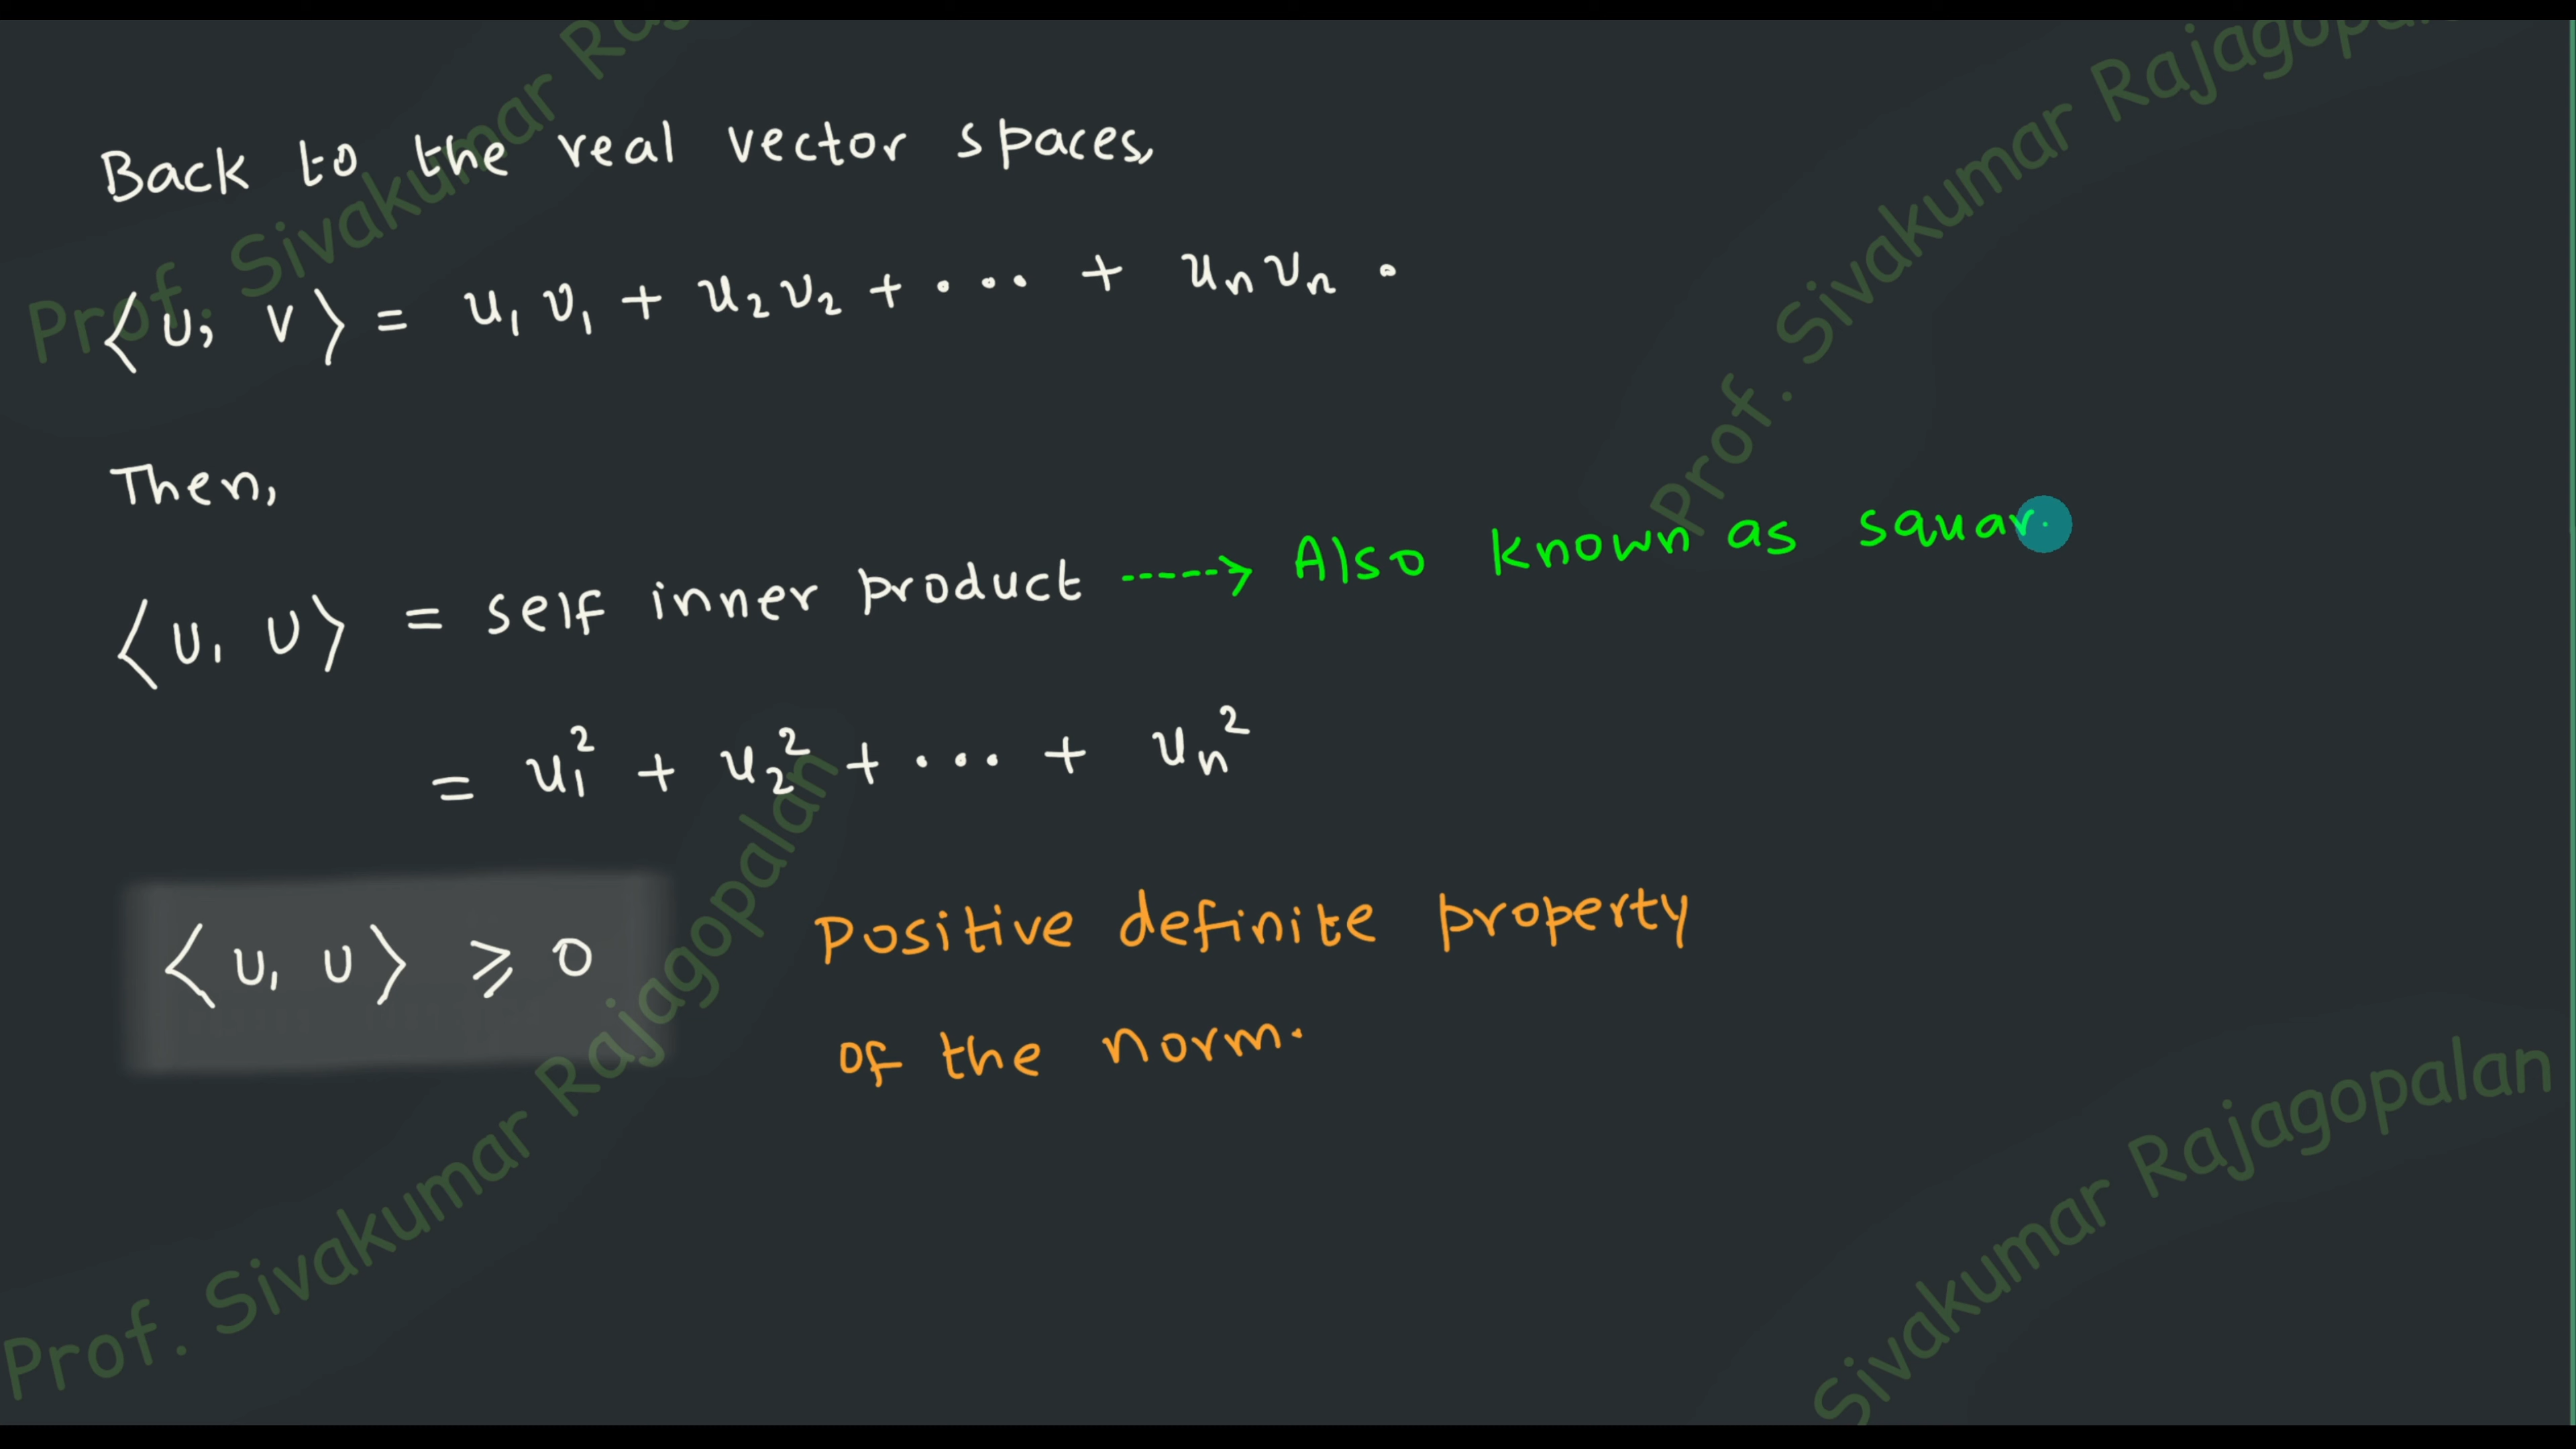 Back to the real vector spaces,
⟨u, v⟩ = u₁v₁ + u₂v₂ + ... + uₙvₙ.
Then,
⟨u, u⟩ = self inner product -----> Also known as squar
= u₁² + u₂² + ... + uₙ²
⟨u, u⟩ ⩾ 0
Positive definite property
of the norm.
Prof. Sivakumar Raj
Prof. Sivakumar Rajagopalan
Prof. Sivakumar Rajagopalan
Sivakumar Rajagopalan